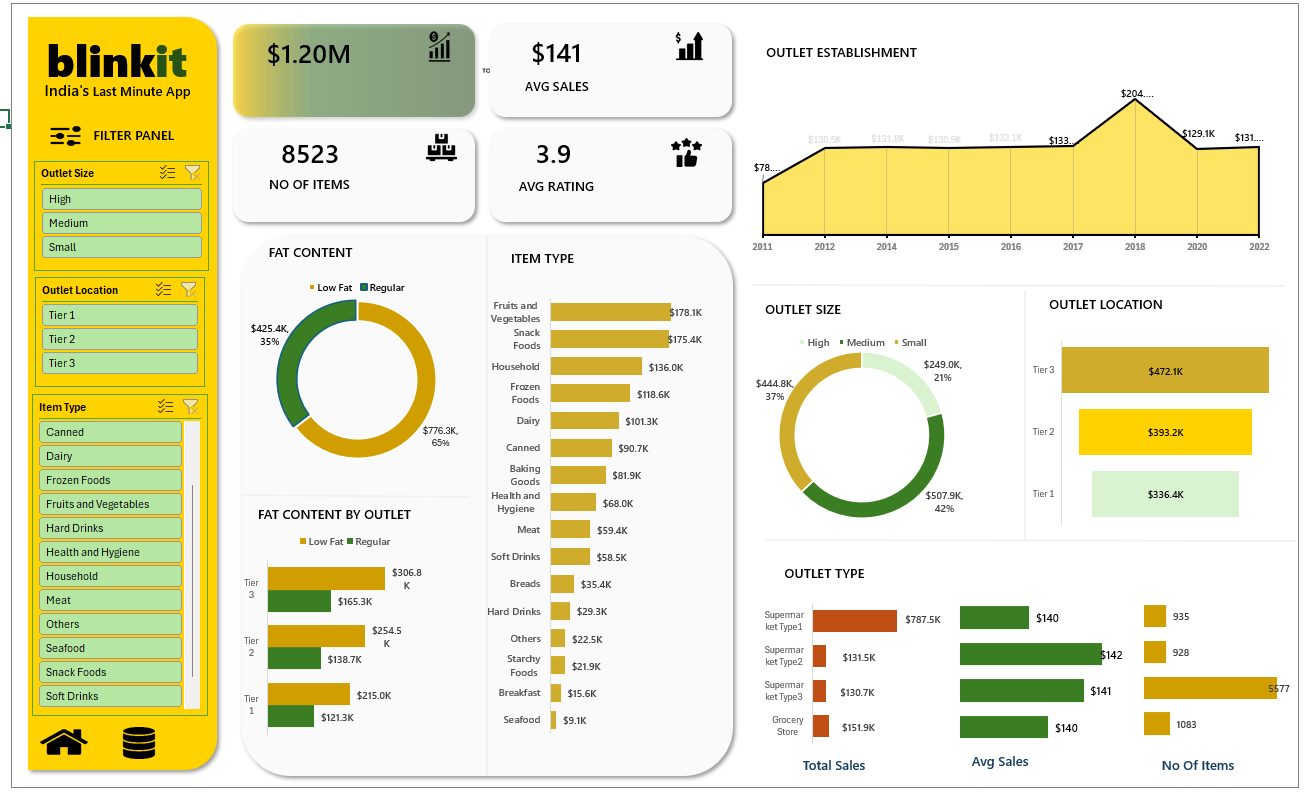 blinkit
India's Last Minute App
FILTER PANEL
Outlet Size
High
Medium
Small
Outlet Location
Tier 1
Tier 2
Tier 3
Item Type
Canned
Dairy
Frozen Foods
Fruits and Vegetables
Hard Drinks
Health and Hygiene
Household
Meat
Others
Seafood
Snack Foods
Soft Drinks
$1.20M
TO
$141
AVG SALES
8523
NO OF ITEMS
3.9
AVG RATING
FAT CONTENT
Low Fat Regular
$425.4K,
35%
$776.3K,
65%
FAT CONTENT BY OUTLET
Low Fat Regular
Tier
3
$306.8
K
$165.3K
Tier
2
$254.5
K
$138.7K
Tier
1
$215.0K
$121.3K
ITEM TYPE
Fruits and
Vegetables
$178.1K
Snack
Foods
$175.4K
Household $136.0K
Frozen
Foods
$118.6K
Dairy $101.3K
Canned $90.7K
Baking
Goods
$81.9K
Health and
Hygiene
$68.0K
Meat $59.4K
Soft Drinks $58.5K
Breads $35.4K
Hard Drinks $29.3K
Others $22.5K
Starchy
Foods
$21.9K
Breakfast $15.6K
Seafood $9.1K
OUTLET ESTABLISHMENT
$78....
$130.5K
$131.8K
$130.9K
$132.1K
$133....
$204....
$129.1K
$131....
2011 2012 2014 2015 2016 2017 2018 2020 2022
OUTLET SIZE
High Medium Small
$249.0K,
21%
$444.8K,
37%
$507.9K,
42%
OUTLET LOCATION
Tier 3 $472.1K
Tier 2 $393.2K
Tier 1 $336.4K
OUTLET TYPE
Supermar
ket Type1
$787.5K $140 935
Supermar
ket Type2
$131.5K $142 928
Supermar
ket Type3
$130.7K $141 5577
Grocery
Store
$151.9K $140 1083
Total Sales Avg Sales No Of Items